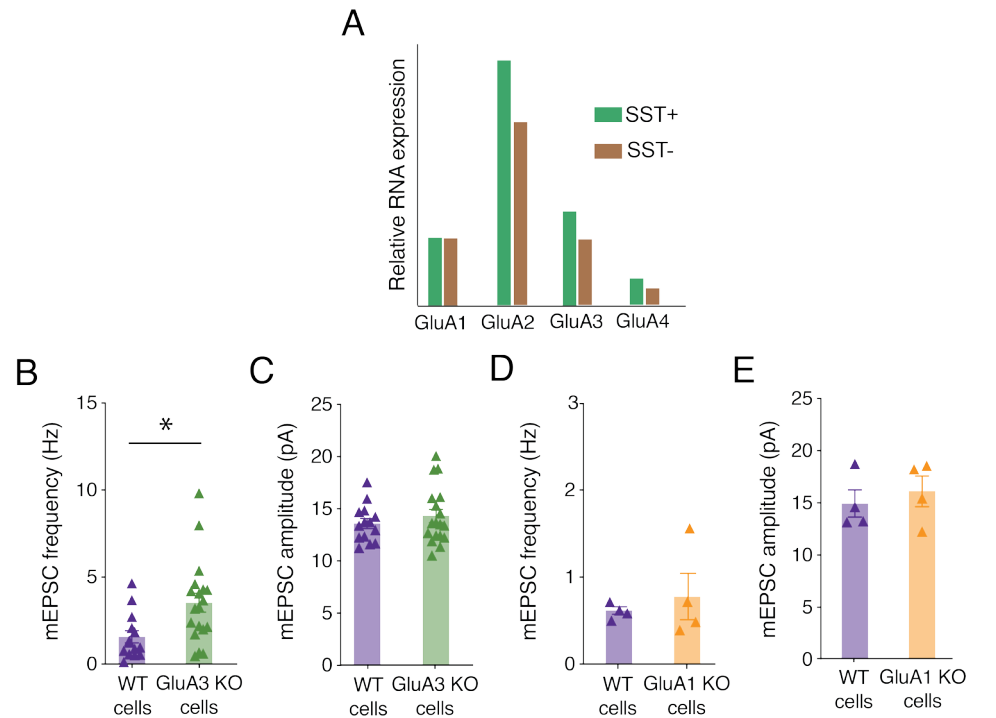 A
Relative RNA expression
SST+
SST-
GluA1 GluA2 GluA3 GluA4
B
mEPSC frequency (Hz)
15
10
5
0
*
WT GluA3 KO
cells cells
C
mEPSC amplitude (pA)
25
20
15
10
5
0
WT GluA3 KO
cells cells
D
mEPSC frequency (Hz)
3
2
1
0
WT GluA1 KO
cells cells
E
mEPSC amplitude (pA)
25
20
15
10
5
0
WT GluA1 KO
cells cells